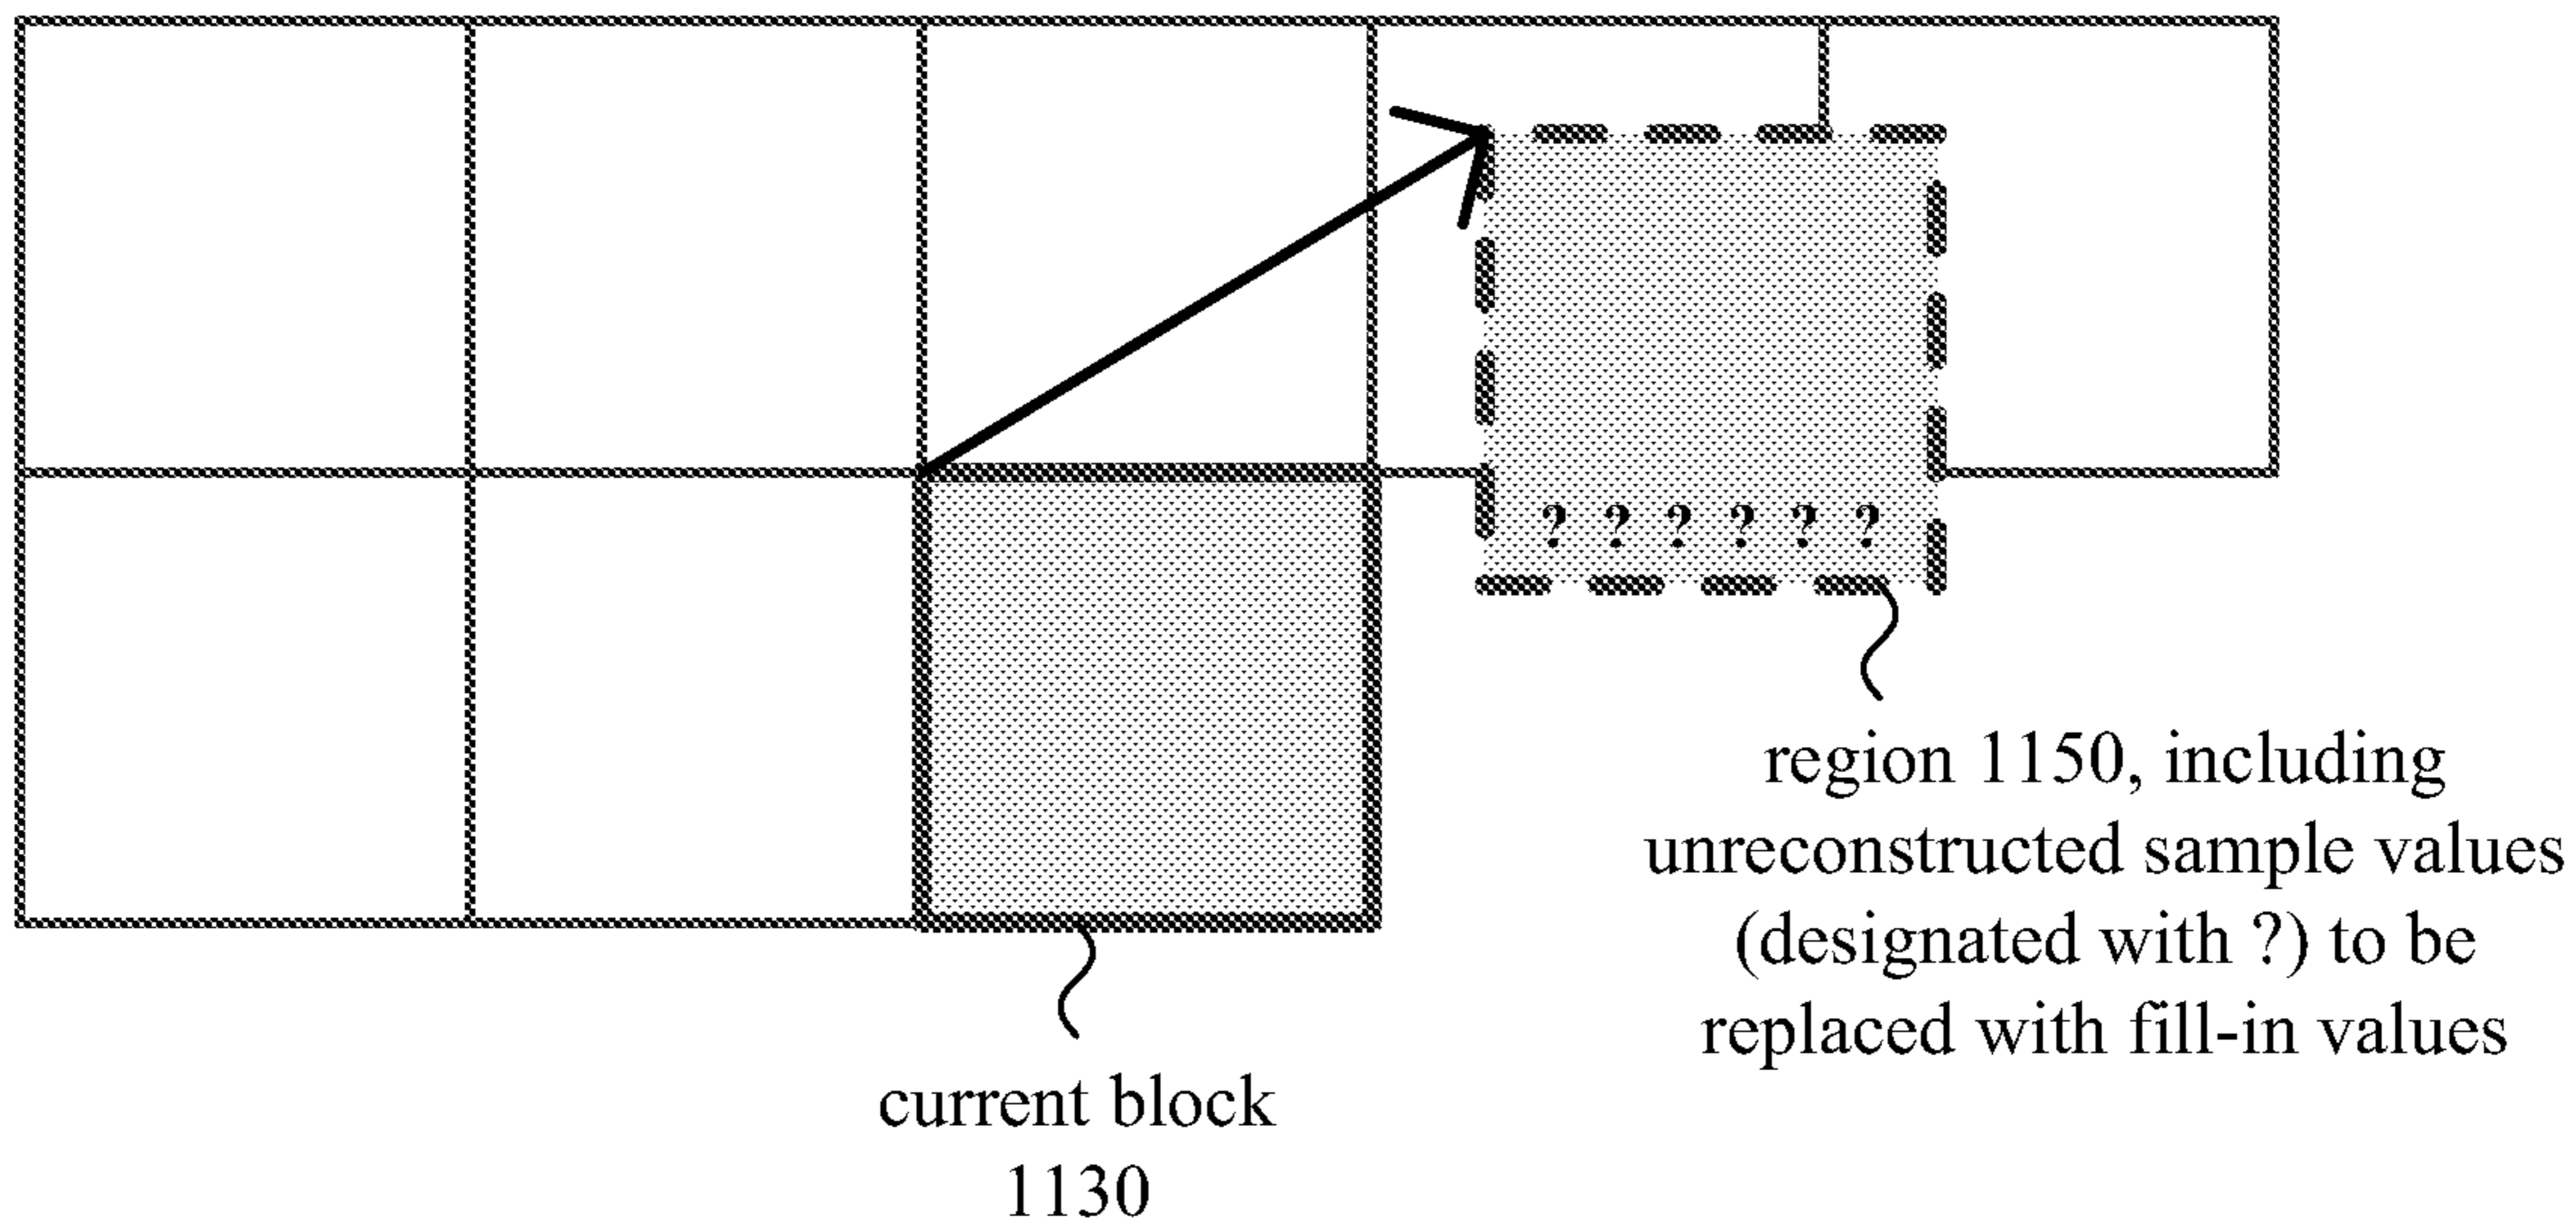 ? ? ? ? ? ?
region 1150, including
unreconstructed sample values
(designated with ?) to be
replaced with fill-in values
current block
1130